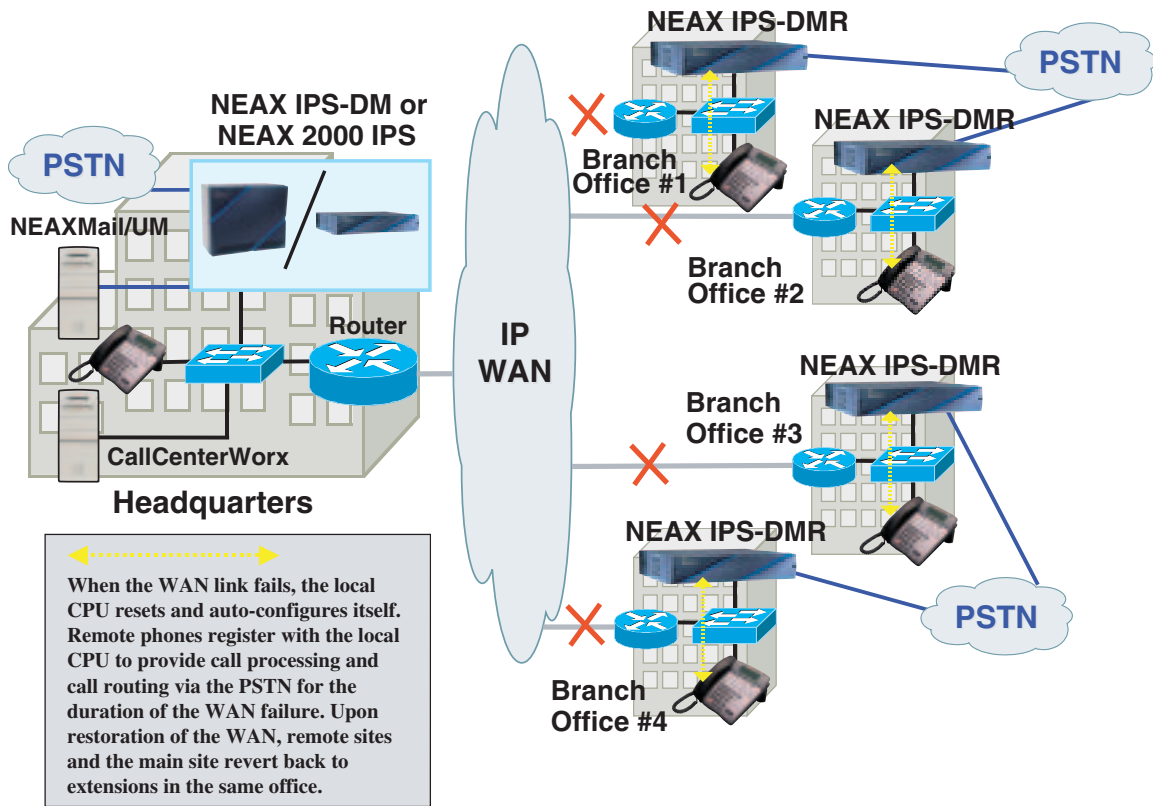 NEAX IPS-DMR
PSTN
NEAX IPS-DM or
NEAX 2000 IPS
NEAX IPS-DMR
PSTN
Branch
Office #1
NEAXMail/UM
Branch
Office #2
Router
IP
WAN
NEAX IPS-DMR
Branch
Office #3
CallCenterWorx
Headquarters
NEAX IPS-DMR
PSTN
Branch
Office #4
When the WAN link fails, the local
CPU resets and auto-configures itself.
Remote phones register with the local
CPU to provide call processing and
call routing via the PSTN for the
duration of the WAN failure. Upon
restoration of the WAN, remote sites
and the main site revert back to
extensions in the same office.